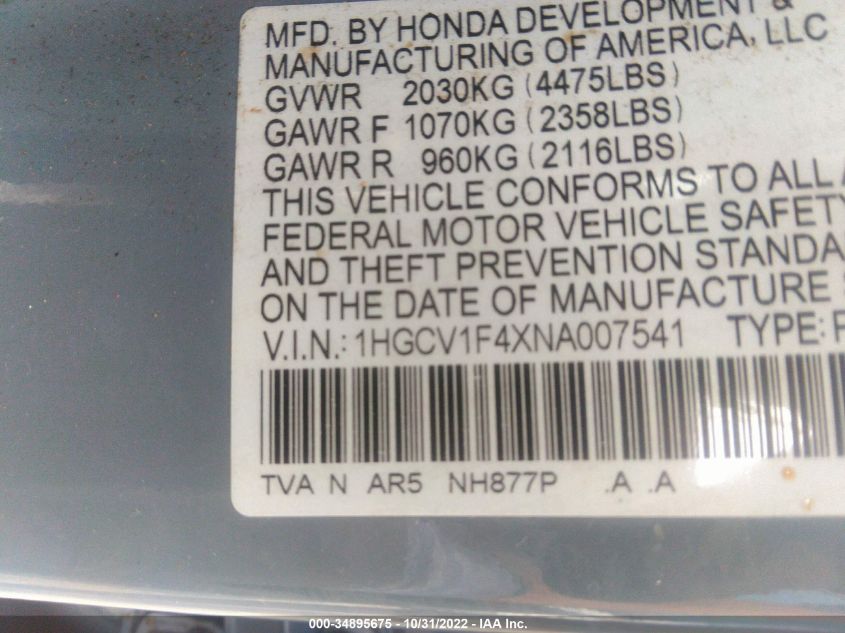 MFD. BY HONDA DEVELOPMENT &
MANUFACTURING OF AMERICA, LLC
GVWR 2030KG (4475LBS)
GAWR F 1070KG (2358LBS)
GAWR R 960KG (2116LBS)
THIS VEHICLE CONFORMS TO ALL A
FEDERAL MOTOR VEHICLE SAFETY
AND THEFT PREVENTION STANDA
ON THE DATE OF MANUFACTURE
V.I.N.: 1HGCV1F4XNA007541 TYPE: P
TVA N AR5 NH877P .A .A
000-34895675 - 10/31/2022 - IAA Inc.